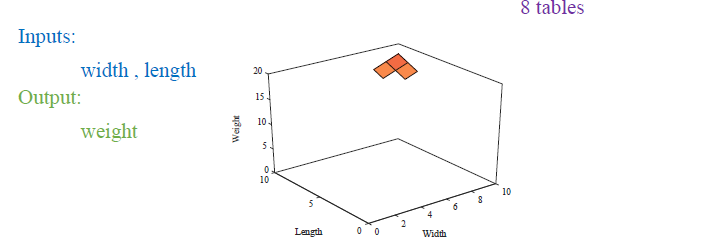 8 tables
Inputs:
width , length
Output:
weight
20
15
10
5
0
10
5
0
Length
0
2
4
6
8
10
Width
Weight